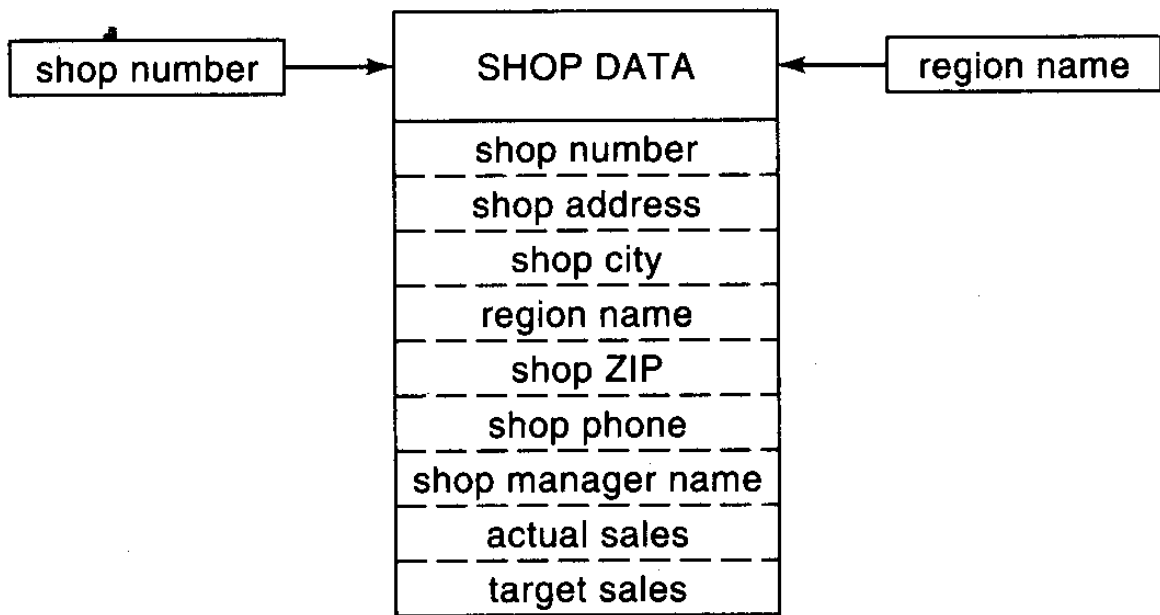 shop number
SHOP DATA
region name
shop number
shop address
shop city
region name
shop ZIP
shop phone
shop manager name
actual sales
target sales